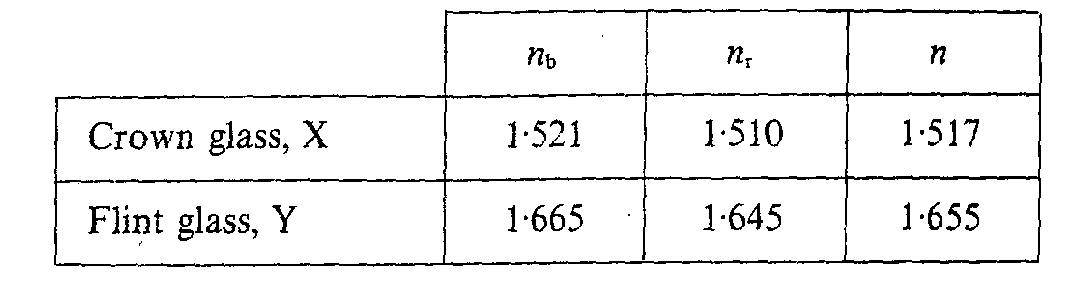 n_b n_r n
Crown glass, X 1·521 1·510 1·517
Flint glass, Y 1·665 1·645 1·655